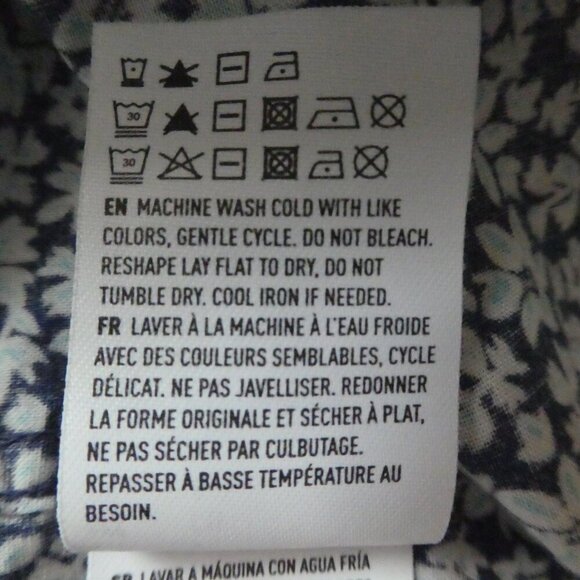 30
30
EN MACHINE WASH COLD WITH LIKE
COLORS, GENTLE CYCLE. DO NOT BLEACH.
RESHAPE LAY FLAT TO DRY, DO NOT
TUMBLE DRY. COOL IRON IF NEEDED.
FR LAVER À LA MACHINE À L'EAU FROIDE
AVEC DES COULEURS SEMBLABLES, CYCLE
DÉLICAT. NE PAS JAVELLISER. REDONNER
LA FORME ORIGINALE ET SÉCHER À PLAT,
NE PAS SÉCHER PAR CULBUTAGE.
REPASSER À BASSE TEMPÉRATURE AU
BESOIN.
LAVAR A MÁQUINA CON AGUA FRÍA